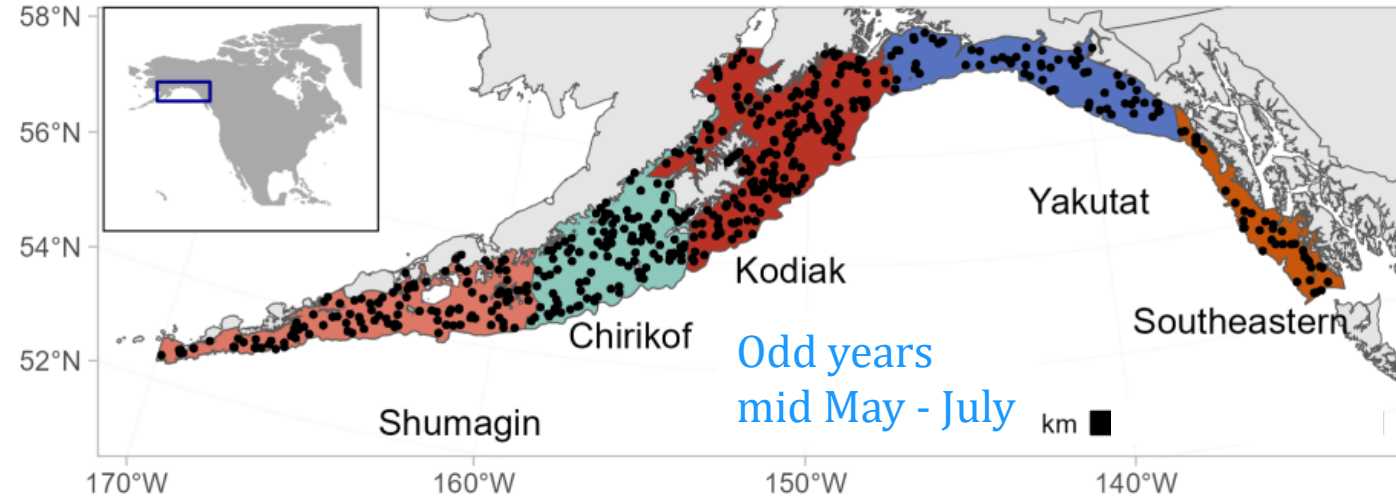 58°N
56°N
54°N
52°N
Yakutat
Kodiak
Southeastern
Chirikof
Odd years
mid May - July
Shumagin
km
170°W
160°W
150°W
140°W